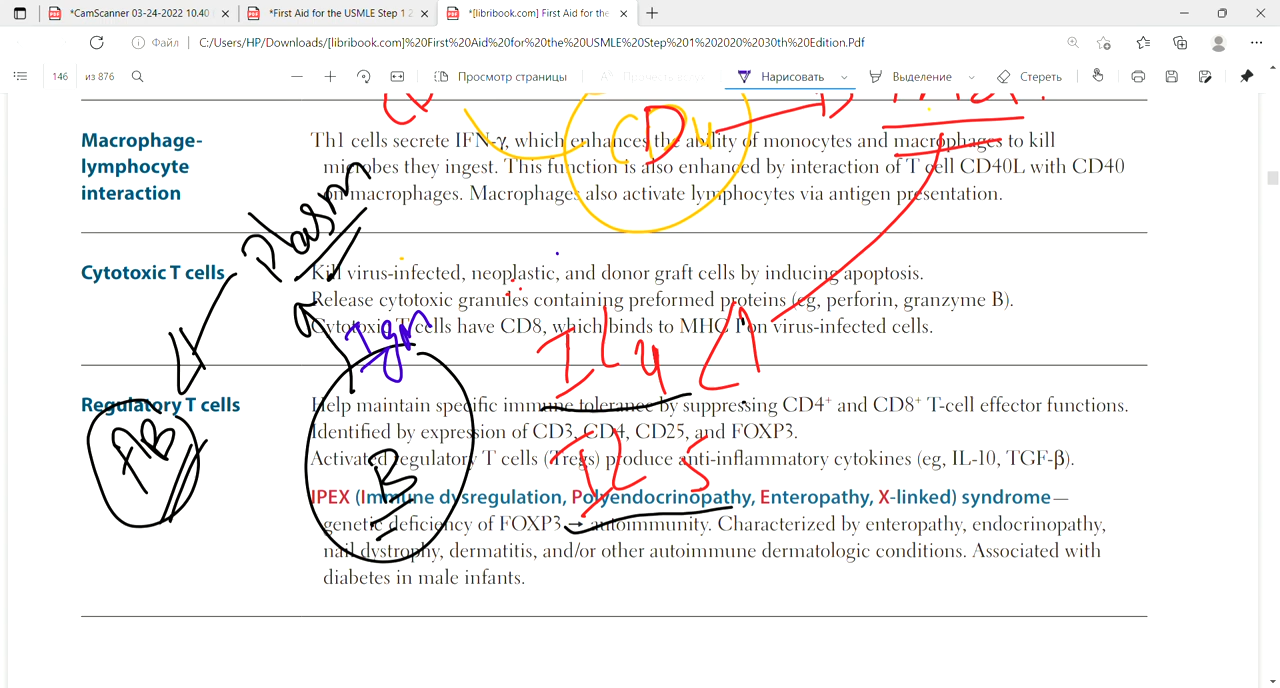 *CamScanner 03-24-2022 10.40
*First Aid for the USMLE Step 1 2
*[libribook.com] First Aid for the
Файл C:/Users/HP/Downloads/[libribook.com]%20First%20Aid%20for%20the%20USMLE%20Step%201%202020%2030th%20Edition.Pdf
146 из 876 Просмотр страницы Прочесть вслух Нарисовать Выделение Стереть
CD4
Macrophage-lymphocyte interaction
Th1 cells secrete IFN-γ, which enhances the ability of monocytes and macrophages to kill
microbes they ingest. This function is also enhanced by interaction of T cell CD40L with CD40
on macrophages. Macrophages also activate lymphocytes via antigen presentation.
Plasm
Cytotoxic T cells
Kill virus-infected, neoplastic, and donor graft cells by inducing apoptosis.
Release cytotoxic granules containing preformed proteins (eg, perforin, granzyme B).
Cytotoxic T cells have CD8, which binds to MHC I on virus-infected cells.
Igm
IL4
Regulatory T cells
Help maintain specific immune tolerance by suppressing CD4+ and CD8+ T-cell effector functions.
Identified by expression of CD3, CD4, CD25, and FOXP3.
Activated regulatory T cells (Tregs) produce anti-inflammatory cytokines (eg, IL-10, TGF-β).
IL5
AB
B
IPEX (Immune dysregulation, Polyendocrinopathy, Enteropathy, X-linked) syndrome—
genetic deficiency of FOXP3 → autoimmunity. Characterized by enteropathy, endocrinopathy,
nail dystrophy, dermatitis, and/or other autoimmune dermatologic conditions. Associated with
diabetes in male infants.